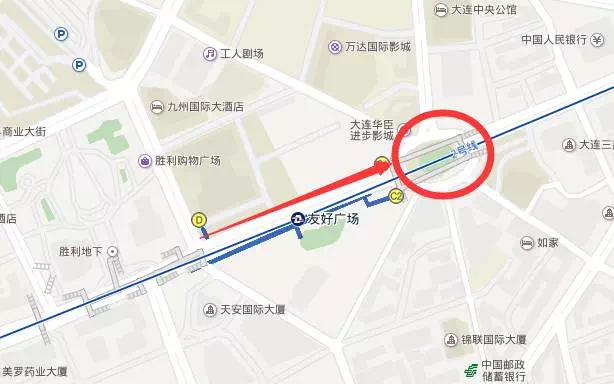 大连中央公馆
P
工人剧场
万达国际影城
中国人民银行
P
九州国际大酒店
大连华臣
进步影城
商业大街
2号线
大连三
胜利购物广场
D
C2
友好广场
如家
胜利地下
天安国际大厦
锦联国际大厦
中国邮政
储蓄银行
美罗药业大厦
酒店